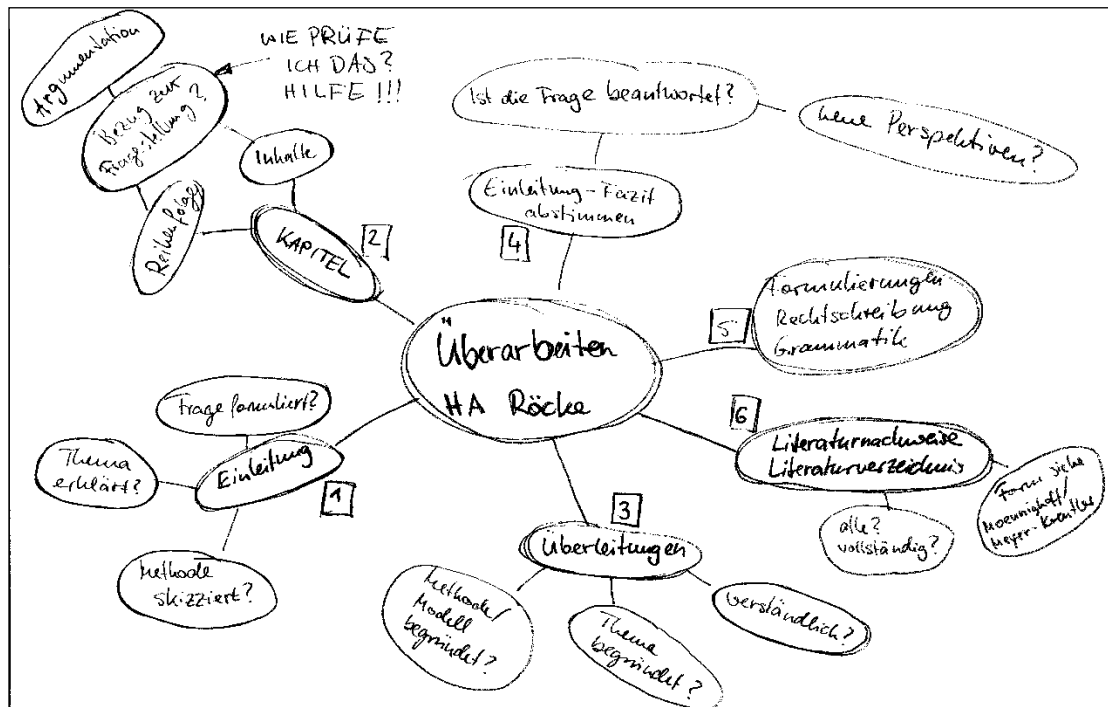 Argumentation
Bezug zur
Fragestellung?
WIE PRÜFE
ICH DAS?
HILFE!!!
Inhalte
Reihenfolge
KAPITEL
2
Ist die Frage beantwortet?
neue Perspektiven?
Einleitung - Fazit
abstimmen
4
Formulierungen
Rechtschreibung
Grammatik
5
Überarbeiten
HA Röcke
Frage formuliert?
Thema
erklärt?
Einleitung
1
Methode
skizziert?
6
Literaturnachweise
Literaturverzeichnis
Form siehe
Moennighoff/
Meyer-Krentler
alle?
vollständig?
3
Überleitungen
Methode/
Modell
begründet?
Thema
begründet?
verständlich?